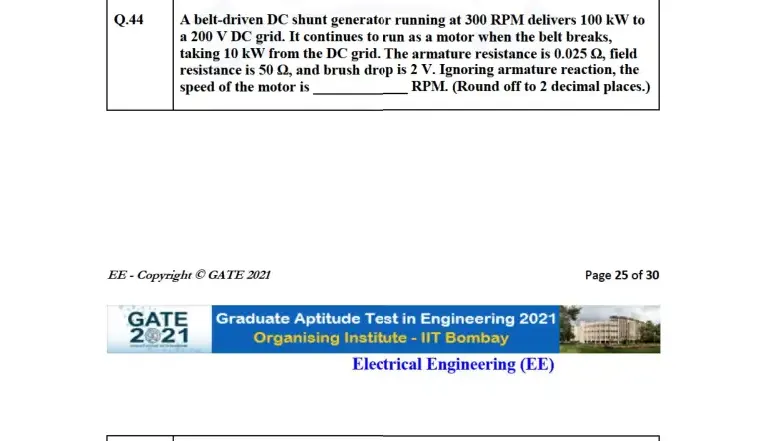 Q.44
A belt-driven DC shunt generator running at 300 RPM delivers 100 kW to
a 200 V DC grid. It continues to run as a motor when the belt breaks,
taking 10 kW from the DC grid. The armature resistance is 0.025 Ω, field
resistance is 50 Ω, and brush drop is 2 V. Ignoring armature reaction, the
speed of the motor is _______________ RPM. (Round off to 2 decimal places.)
EE - Copyright © GATE 2021
Page 25 of 30
GATE
2021
Graduate Aptitude Test in Engineering 2021
Organising Institute - IIT Bombay
Electrical Engineering (EE)